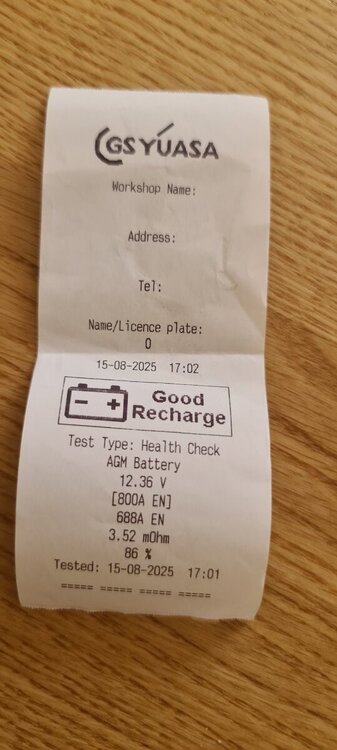 GS YUASA
Workshop Name:
Address:
Tel:
Name/Licence plate:
0
15-08-2025 17:02
- +
Good
Recharge
Test Type: Health Check
AGM Battery
12.36 V
[800A EN]
688A EN
3.52 mOhm
86 %
Tested: 15-08-2025 17:01
===== ===== ===== =====